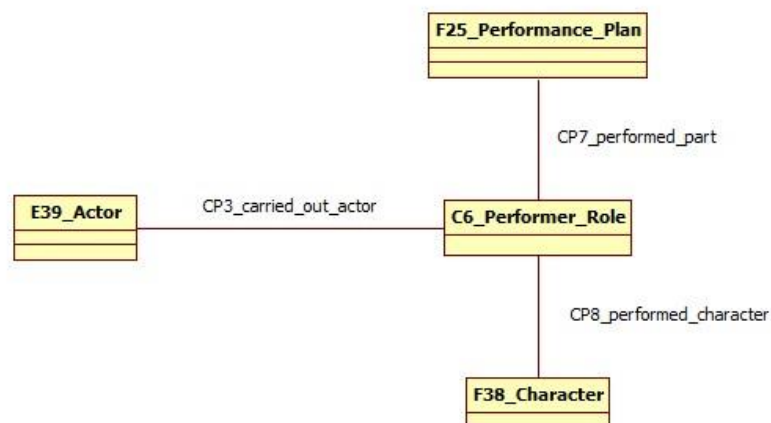 F25_Performance_Plan
CP7_performed_part
E39_Actor
CP3_carried_out_actor
C6_Performer_Role
CP8_performed_character
F38_Character